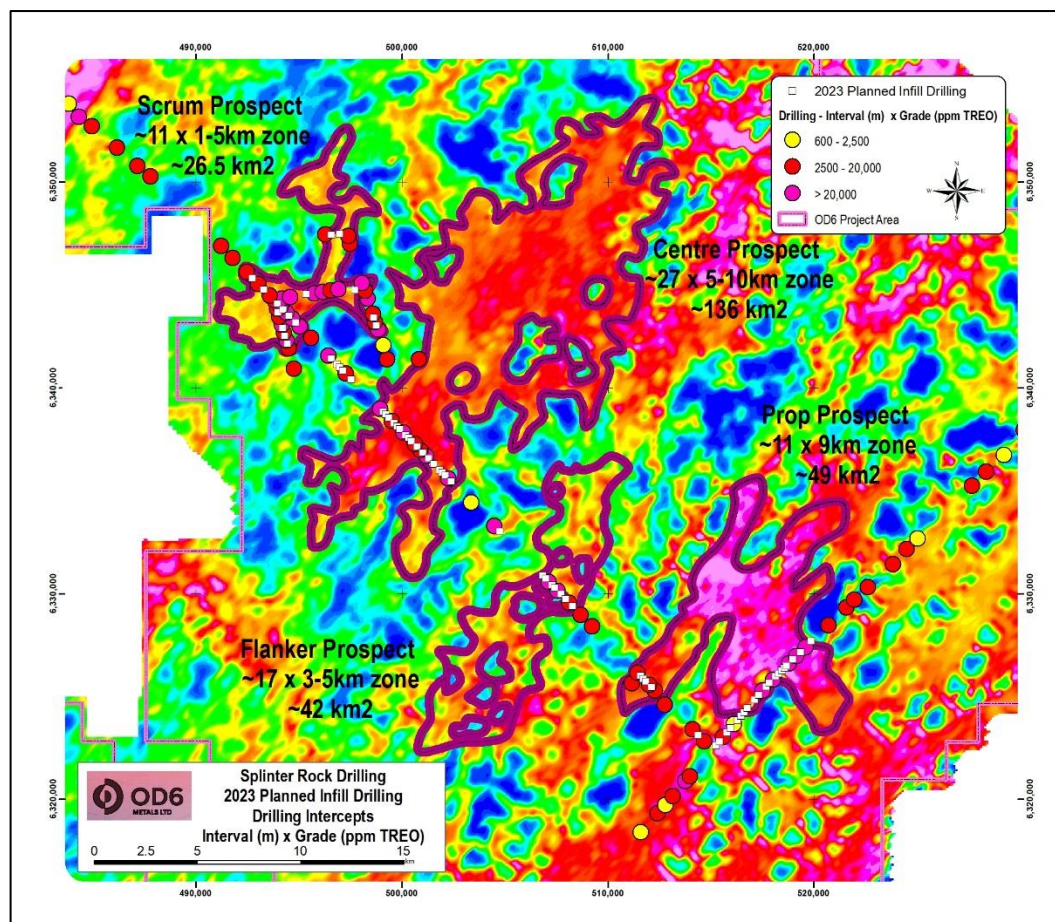 490,000
500,000
510,000
520,000
Scrum Prospect
~11 x 1-5km zone
~26.5 km2
2023 Planned Infill Drilling
Drilling - Interval (m) x Grade (ppm TREO)
600 - 2,500
2500 - 20,000
> 20,000
OD6 Project Area
N
W
E
S
6,350,000
6,350,000
Centre Prospect
~27 x 5-10km zone
~136 km2
6,340,000
6,340,000
Prop Prospect
~11 x 9km zone
~49 km2
6,330,000
6,330,000
Flanker Prospect
~17 x 3-5km zone
~42 km2
6,320,000
6,320,000
OD6
METALS LTD
Splinter Rock Drilling
2023 Planned Infill Drilling
Drilling Intercepts
Interval (m) x Grade (ppm TREO)
0 2.5 5 10 15
km
490,000
500,000
510,000
520,000